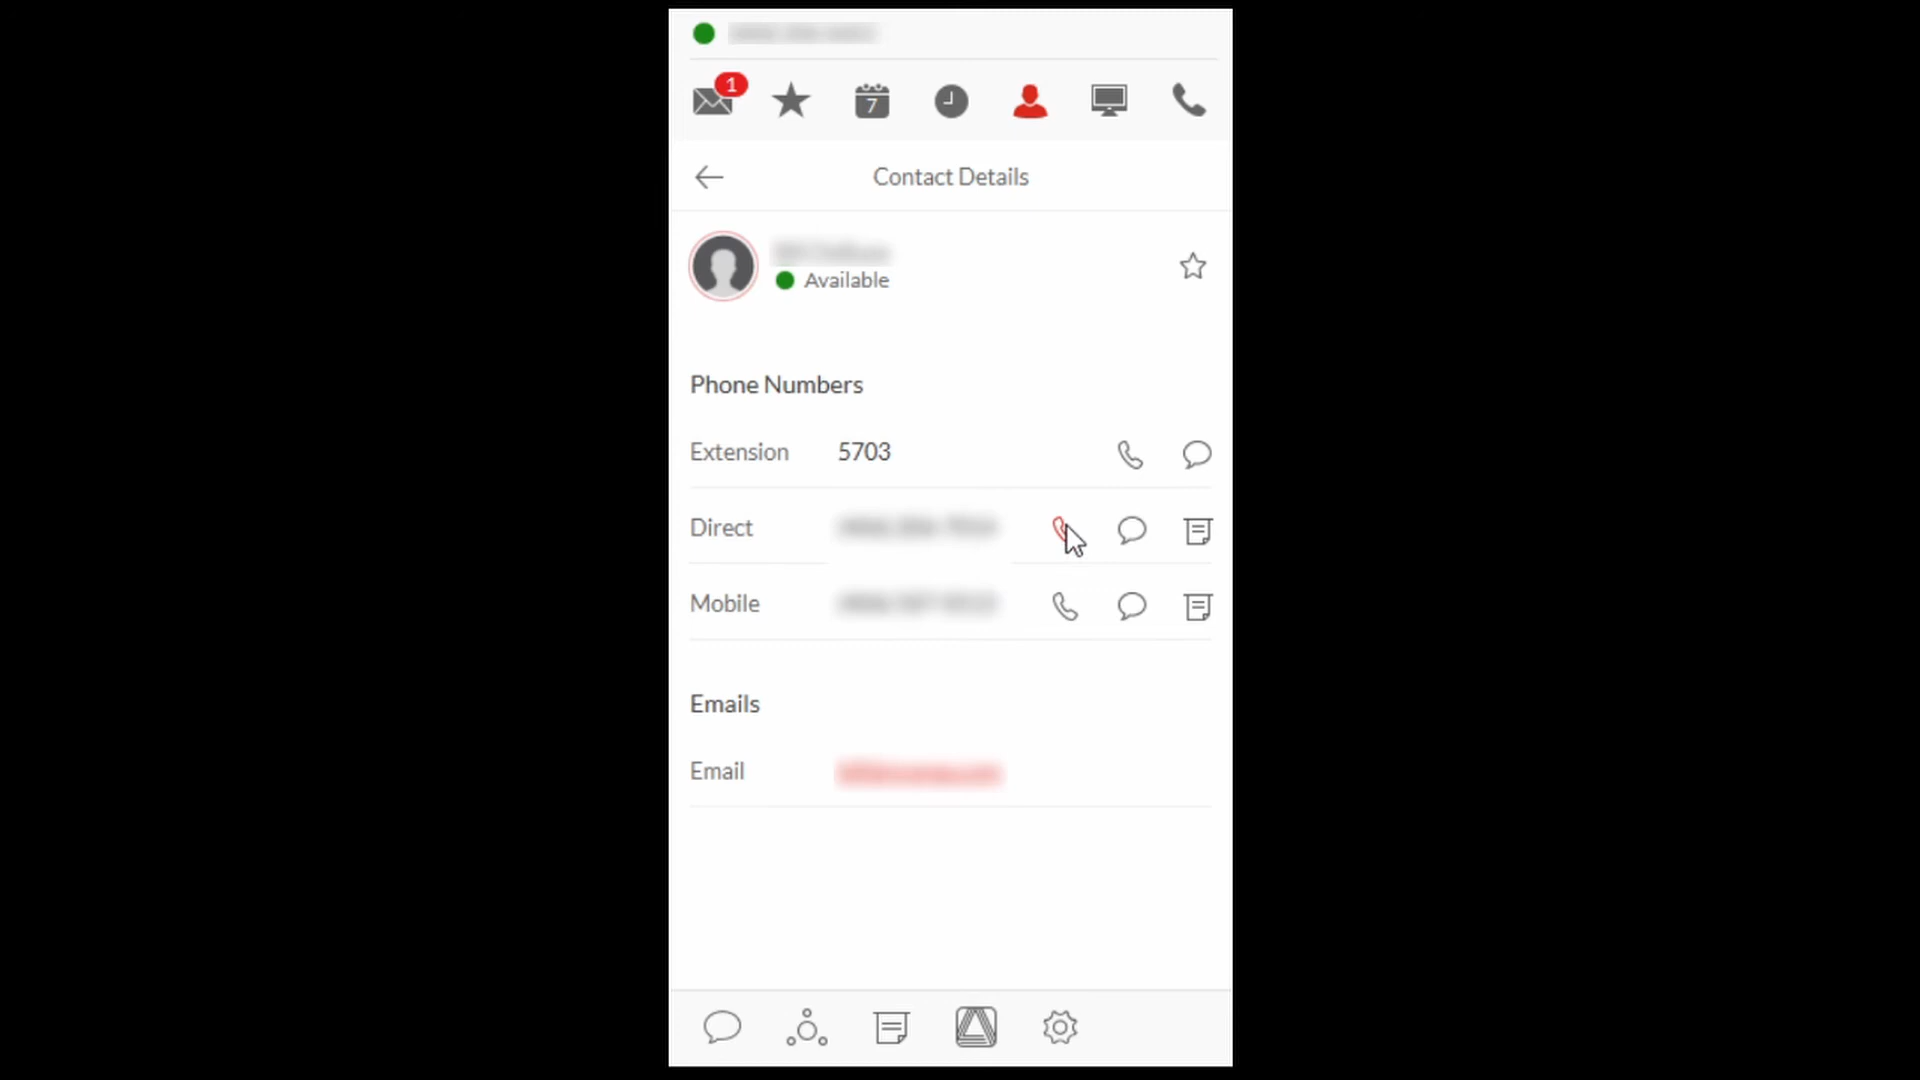 1
7
Contact Details
Available
Phone Numbers
Extension 5703
Direct
Mobile
Emails
Email